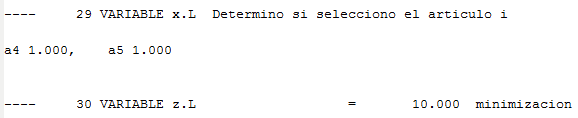 ----     29 VARIABLE x.L  Determino si selecciono el articulo i
a4 1.000,    a5 1.000
----     30 VARIABLE z.L                   =       10.000  minimizacion